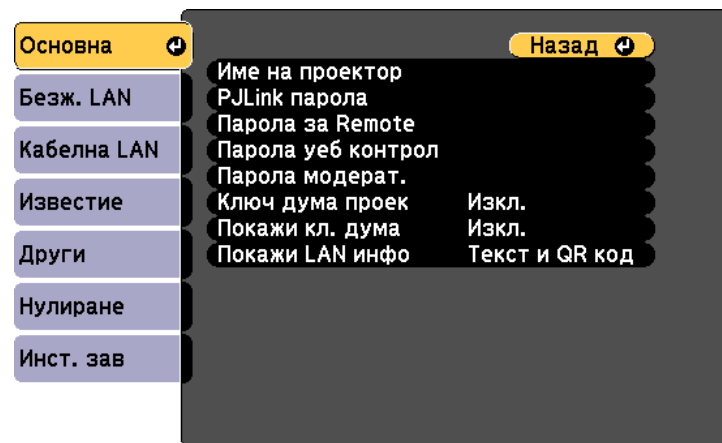 Основна
Безж. LAN
Кабелна LAN
Известие
Други
Нулиране
Инст. зав
Назад
Име на проектор
PJLink парола
Парола за Remote
Парола уеб контрол
Парола модерат.
Ключ дума проек Изкл.
Покажи кл. дума Изкл.
Покажи LAN инфо Текст и QR код